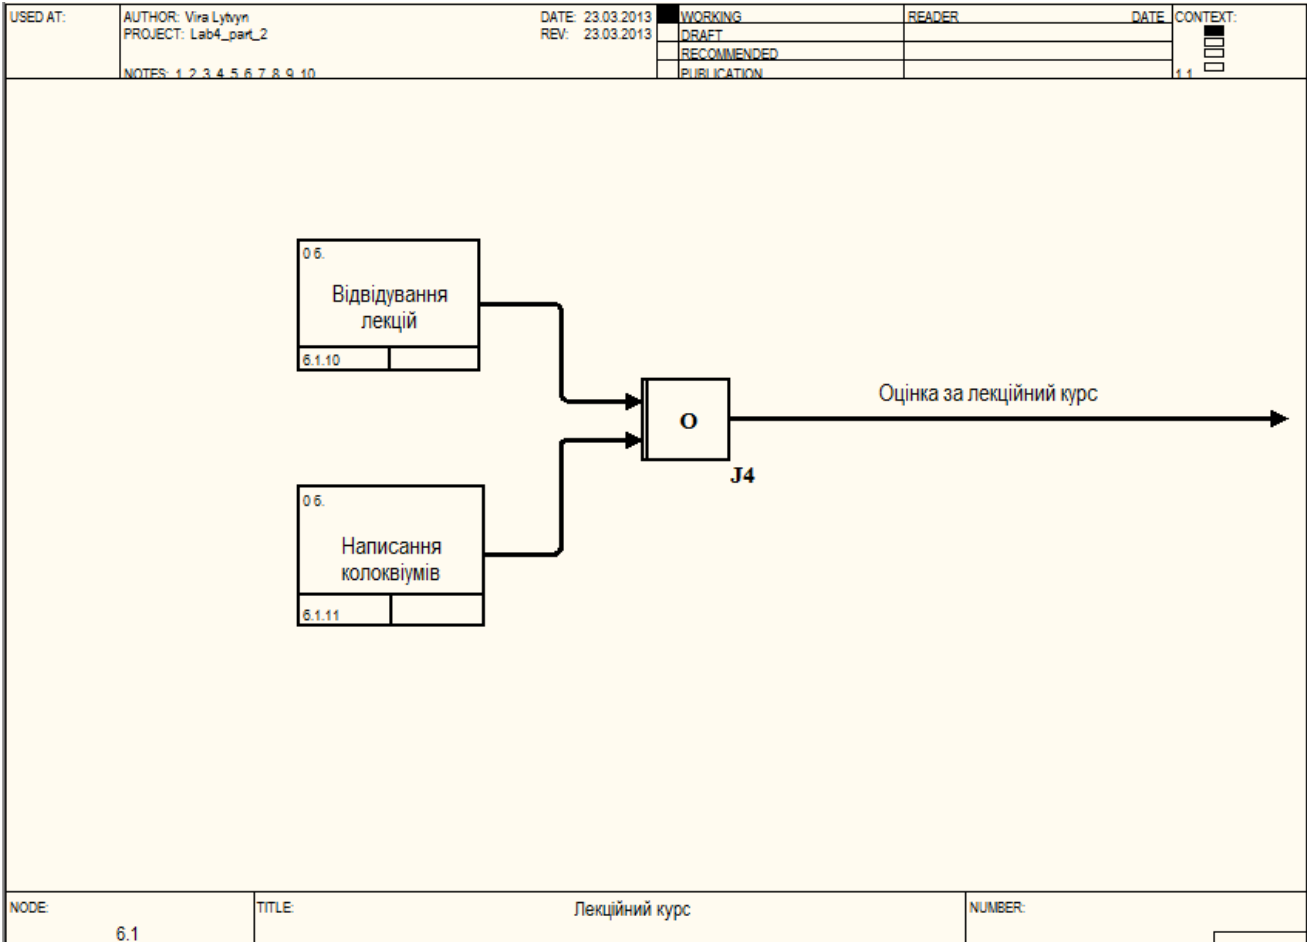 USED AT:
AUTHOR: Vira Lytvyn
DATE: 23.03.2013
PROJECT: Lab4_part_2
REV: 23.03.2013
NOTES: 1 2 3 4 5 6 7 8 9 10
WORKING
DRAFT
RECOMMENDED
PUBLICATION
READER
DATE
CONTEXT:
1.1
0 б.
Відвідування
лекцій
6.1.10
0 б.
Написання
колоквіумів
6.1.11
O
J4
Оцінка за лекційний курс
NODE:
6.1
TITLE:
Лекційний курс
NUMBER: